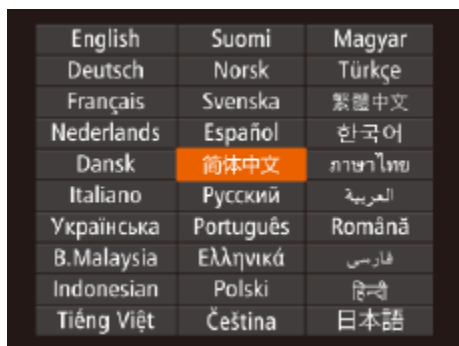 English Suomi Magyar
Deutsch Norsk Türkçe
Français Svenska 繁體中文
Nederlands Español 한국어
Dansk 简体中文 ภาษาไทย
Italiano Русский العربية
Українська Português Română
B.Malaysia Ελληνικά فارسی
Indonesian Polski हिन्दी
Tiếng Việt Čeština 日本語